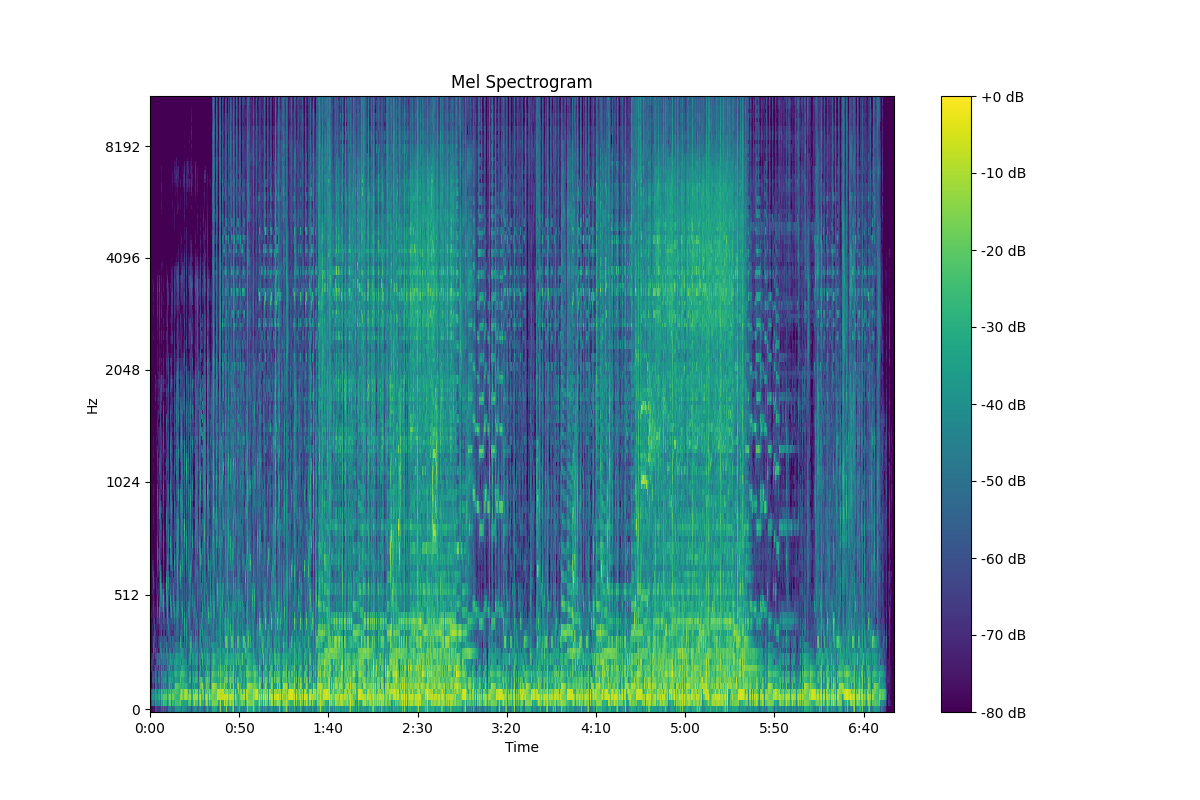 Mel Spectrogram
8192
4096
2048
1024
512
0
Hz
0:00 0:50 1:40 2:30 3:20 4:10 5:00 5:50 6:40
Time
+0 dB
-10 dB
-20 dB
-30 dB
-40 dB
-50 dB
-60 dB
-70 dB
-80 dB